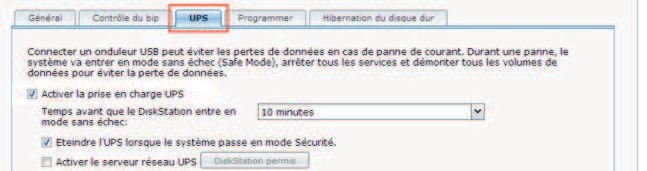 Général Contrôle du bip UPS Programmer Hibernation du disque dur
Connecter un onduleur USB peut éviter les pertes de données en cas de panne de courant. Durant une panne, le
système va entrer en mode sans échec (Safe Mode), arrêter tous les services et démonter tous les volumes de
données pour éviter la perte de données.
Activer la prise en charge UPS
Temps avant que le DiskStation entre en 10 minutes
mode sans échec:
Eteindre l'UPS lorsque le système passe en mode Sécurité.
Activer le serveur réseau UPS DiskStation permis